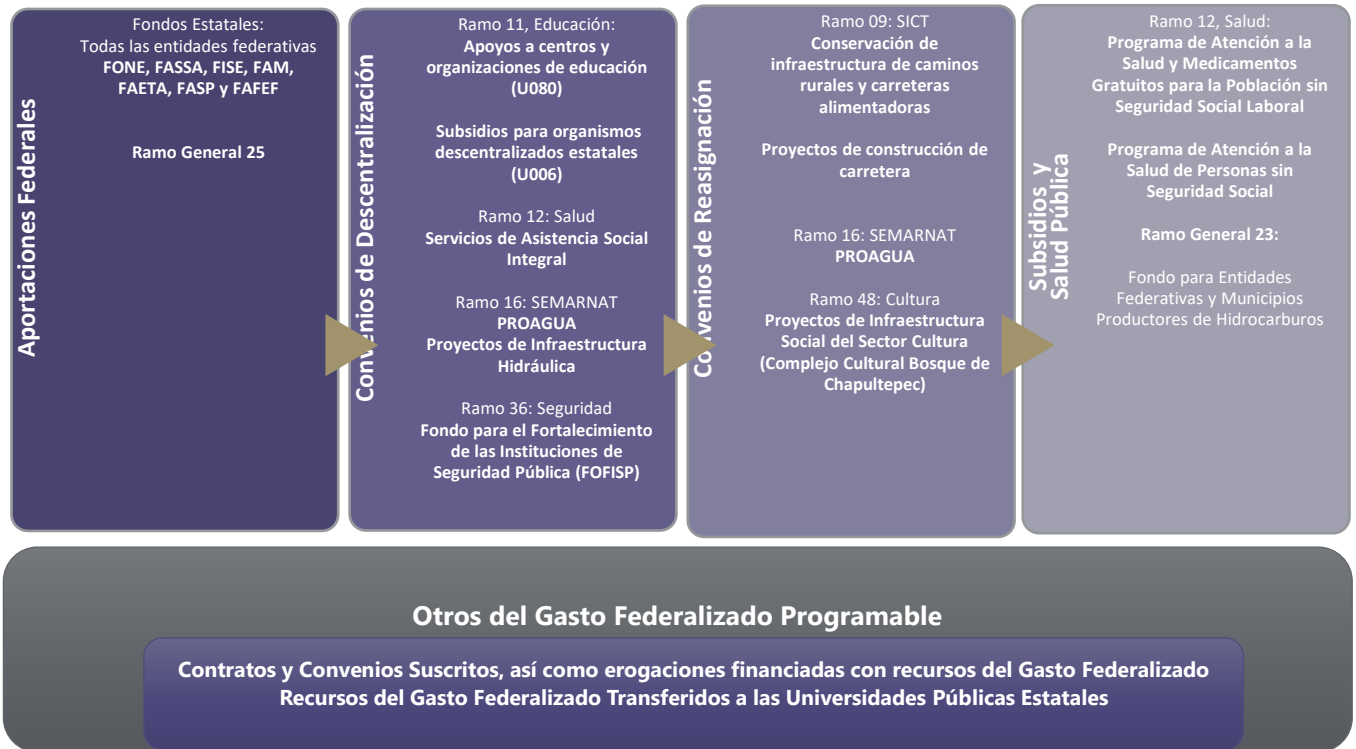 Aportaciones Federales
Fondos Estatales:
Todas las entidades federativas
FONE, FASSA, FISE, FAM,
FAETA, FASP y FAFEF
Ramo General 25
Convenios de Descentralización
Ramo 11, Educación:
Apoyos a centros y
organizaciones de educación
(U080)
Subsidios para organismos
descentralizados estatales
(U006)
Ramo 12: Salud
Servicios de Asistencia Social
Integral
Ramo 16: SEMARNAT
PROAGUA
Proyectos de Infraestructura
Hidráulica
Ramo 36: Seguridad
Fondo para el Fortalecimiento
de las Instituciones de
Seguridad Pública (FOFISP)
Convenios de Reasignación
Ramo 09: SICT
Conservación de
infraestructura de caminos
rurales y carreteras
alimentadoras
Proyectos de construcción de
carretera
Ramo 16: SEMARNAT
PROAGUA
Ramo 48: Cultura
Proyectos de Infraestructura
Social del Sector Cultura
(Complejo Cultural Bosque de
Chapultepec)
Subsidios y
Salud Pública
Ramo 12, Salud:
Programa de Atención a la
Salud y Medicamentos
Gratuitos para la Población sin
Seguridad Social Laboral
Programa de Atención a la
Salud de Personas sin
Seguridad Social
Ramo General 23:
Fondo para Entidades
Federativas y Municipios
Productores de Hidrocarburos
Otros del Gasto Federalizado Programable
Contratos y Convenios Suscritos, así como erogaciones financiadas con recursos del Gasto Federalizado
Recursos del Gasto Federalizado Transferidos a las Universidades Públicas Estatales